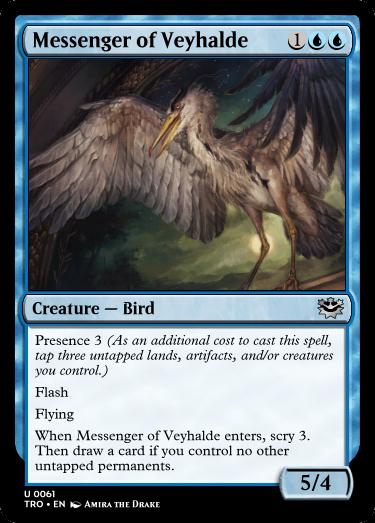 Messenger of Veyhalde 1
Creature — Bird
Presence 3 (As an additional cost to cast this spell,
tap three untapped lands, artifacts, and/or creatures
you control.)
Flash
Flying
When Messenger of Veyhalde enters, scry 3.
Then draw a card if you control no other
untapped permanents.
5/4
U 0061
TRO • EN Amira the Drake